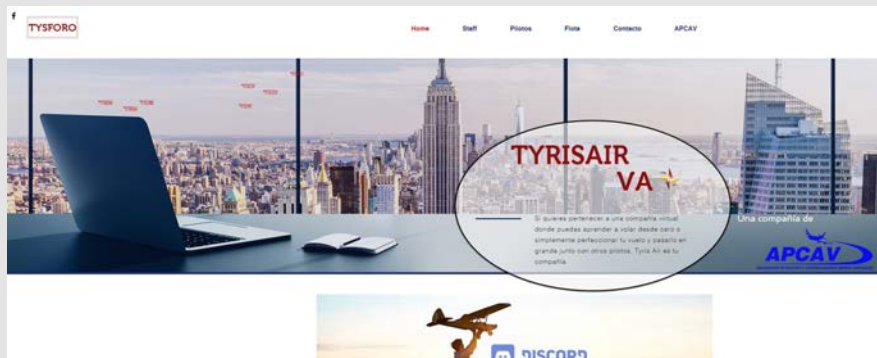 f
TYSFORO
Home Staff Pilotos Flota Contacto APCAV
TYRISAIR
VA
Si quieres pertenecer a una compañía virtual
donde puedas aprender a volar desde cero o
simplemente perfeccionar tu vuelo y pasarlo en
grande junto con otros pilotos, Tyris Air es tu
compañía.
Una compañía de
APCAV
DISCORD